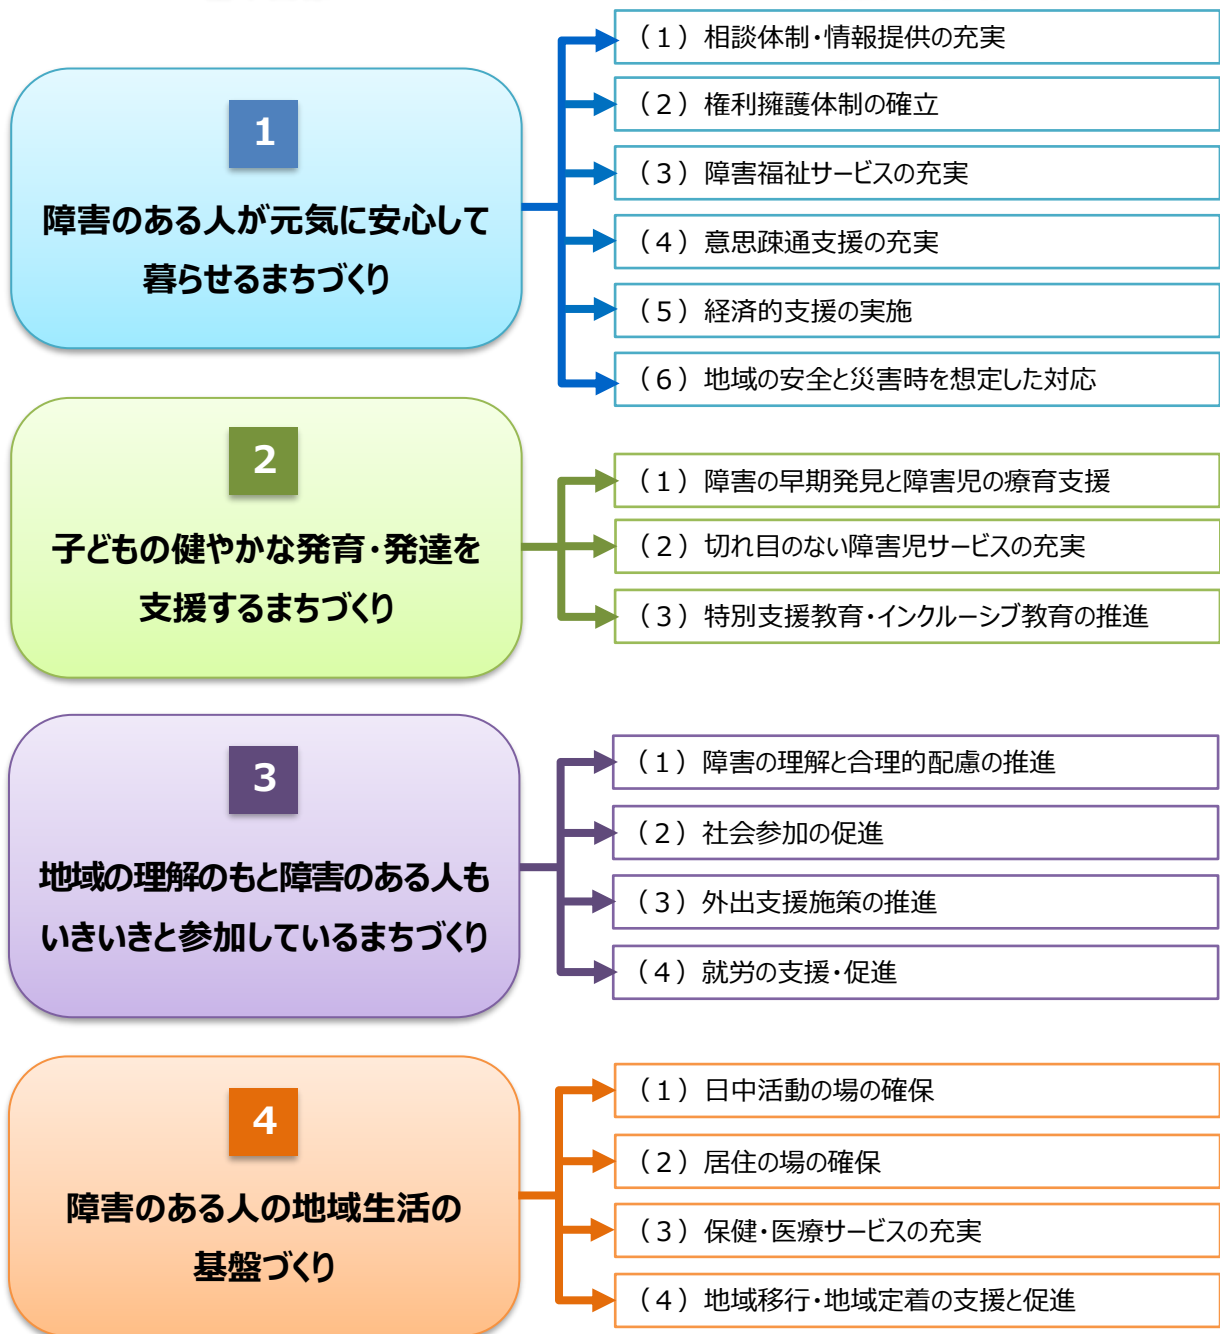 1
障害のある人が元気に安心して
暮らせるまちづくり
（１）相談体制・情報提供の充実
（２）権利擁護体制の確立
（３）障害福祉サービスの充実
（４）意思疎通支援の充実
（５）経済的支援の実施
（６）地域の安全と災害時を想定した対応
2
子どもの健やかな発育・発達を
支援するまちづくり
（１）障害の早期発見と障害児の療育支援
（２）切れ目のない障害児サービスの充実
（３）特別支援教育・インクルーシブ教育の推進
3
地域の理解のもと障害のある人も
いきいきと参加しているまちづくり
（１）障害の理解と合理的配慮の推進
（２）社会参加の促進
（３）外出支援施策の推進
（４）就労の支援・促進
4
障害のある人の地域生活の
基盤づくり
（１）日中活動の場の確保
（２）居住の場の確保
（３）保健・医療サービスの充実
（４）地域移行・地域定着の支援と促進